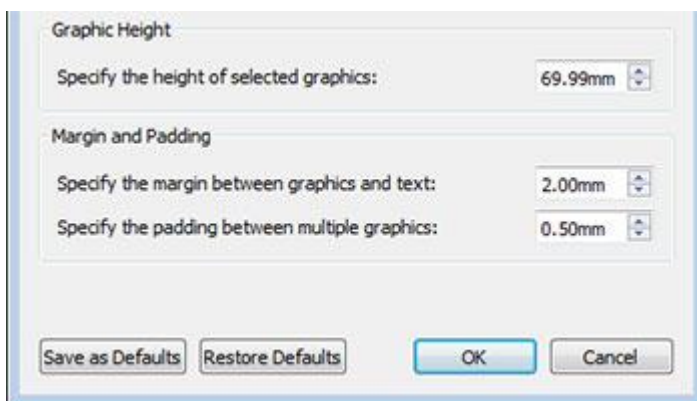 Graphic Height
Specify the height of selected graphics: 69.99mm
Margin and Padding
Specify the margin between graphics and text: 2.00mm
Specify the padding between multiple graphics: 0.50mm
Save as Defaults Restore Defaults OK Cancel